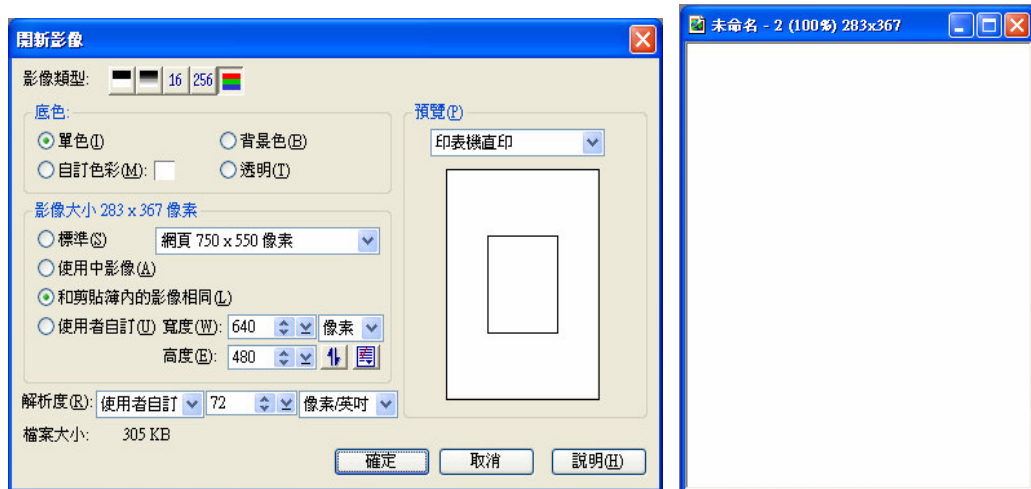 開新影像
影像類型: 16 256
底色:
單色(I) 背景色(B)
自訂色彩(M): 透明(T)
影像大小 283 x 367 像素
標準(S) 網頁 750 x 550 像素
使用中影像(A)
和剪貼簿內的影像相同(L)
使用者自訂(U) 寬度(W): 640 像素
高度(E): 480
解析度(R): 使用者自訂 72 像素/英吋
檔案大小: 305 KB
預覽(P)
印表機直印
確定 取消 說明(H)
未命名 - 2 (100%) 283x367